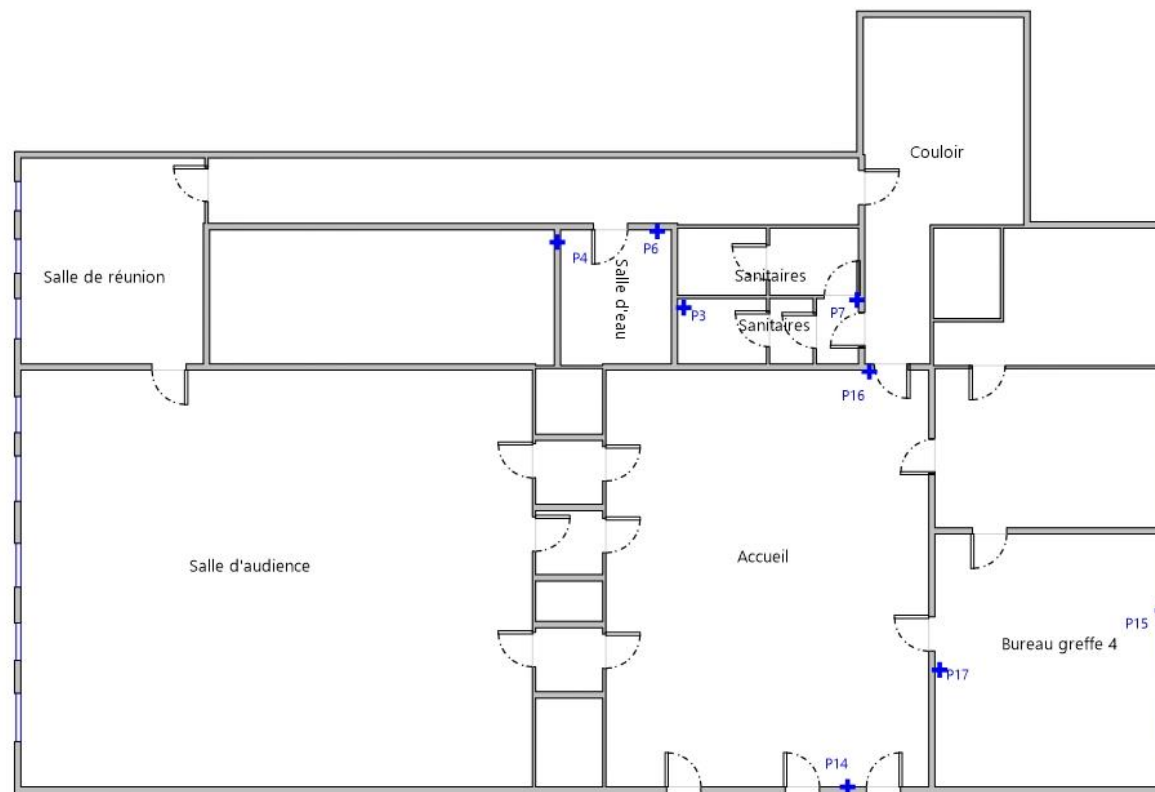 Couloir
P6
P4
Salle de réunion
Salle d'eau
Sanitaires
P3
P7
Sanitaires
P16
Accueil
Salle d'audience
P15
Bureau greffe 4
P17
P14